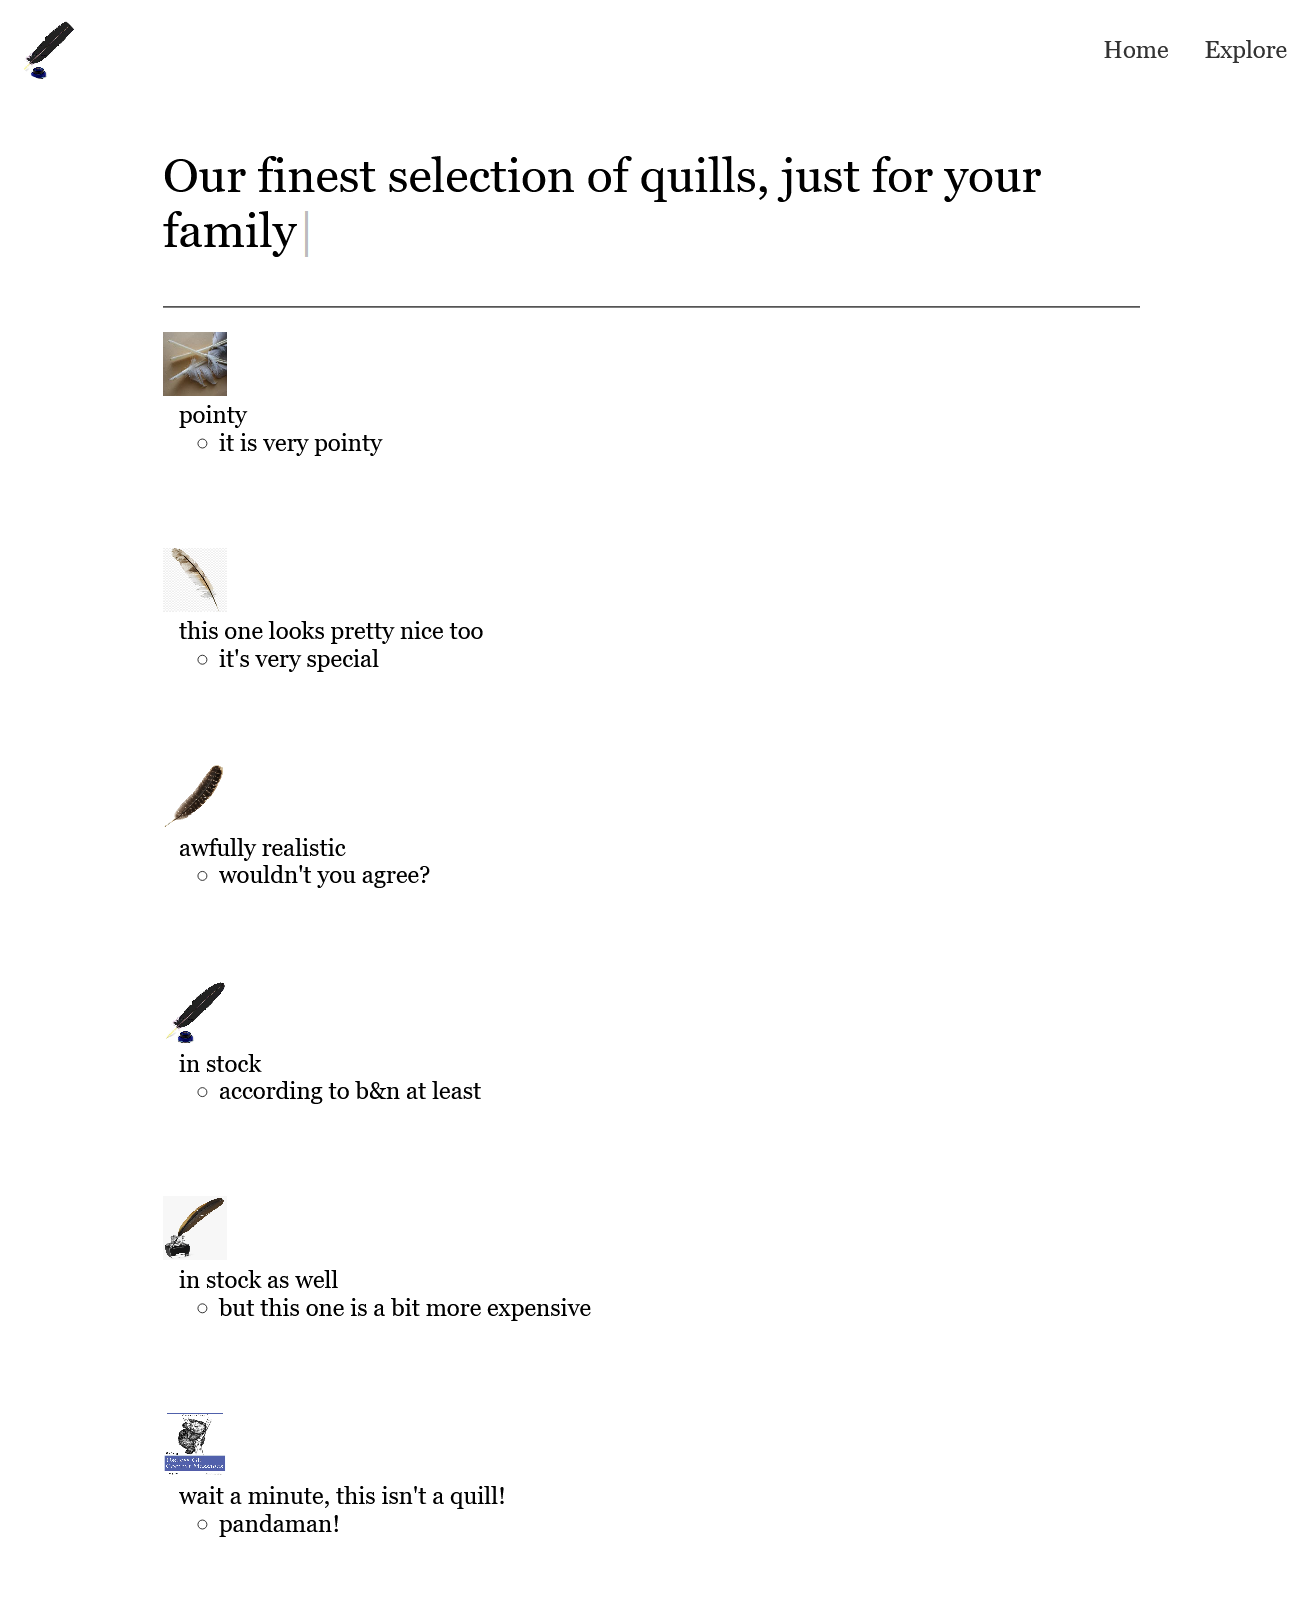 Home Explore
Our finest selection of quills, just for your
family
pointy
it is very pointy
this one looks pretty nice too
it's very special
awfully realistic
wouldn't you agree?
in stock
according to b&n at least
in stock as well
but this one is a bit more expensive
wait a minute, this isn't a quill!
pandaman!